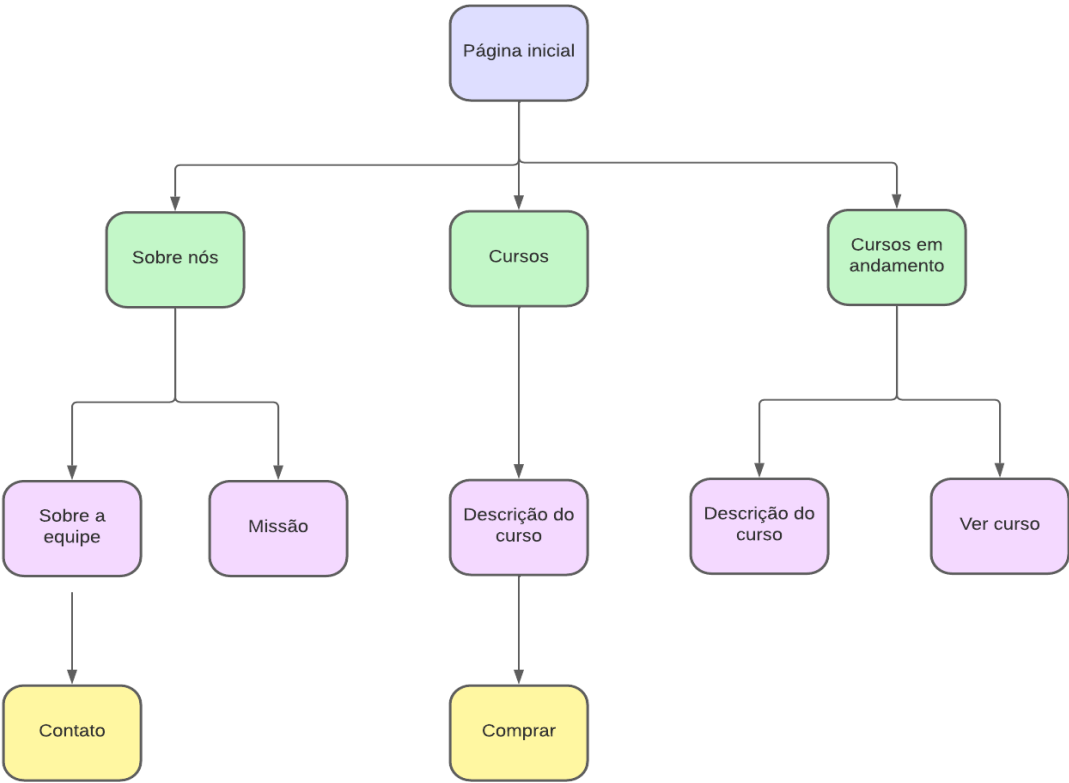 Página inicial
Sobre nós
Cursos
Cursos em
andamento
Sobre a
equipe
Missão
Descrição do
curso
Descrição do
curso
Ver curso
Contato
Comprar